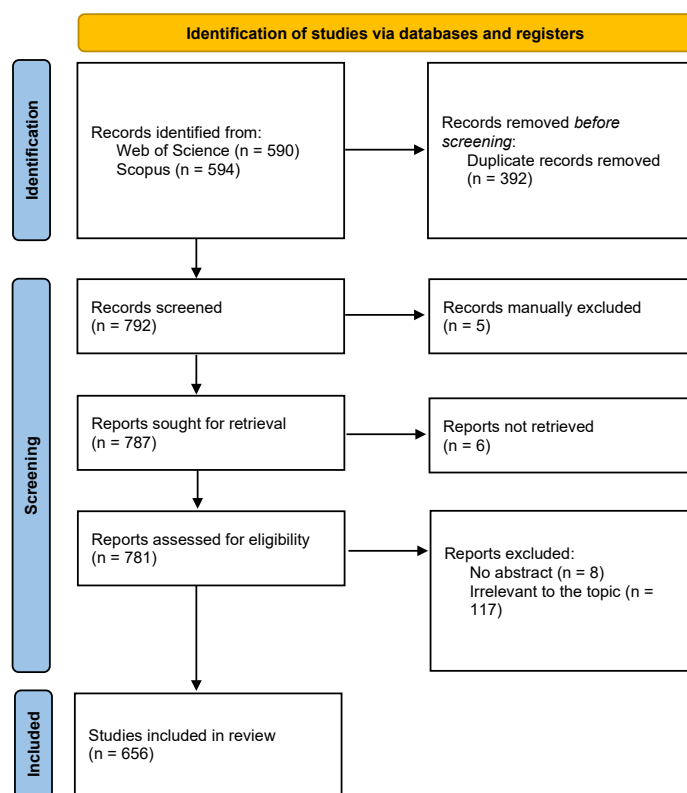 Identification of studies via databases and registers
Identification
Records identified from:
Web of Science (n = 590)
Scopus (n = 594)
Records removed before
screening:
Duplicate records removed
(n = 392)
Screening
Records screened
(n = 792)
Records manually excluded
(n = 5)
Reports sought for retrieval
(n = 787)
Reports not retrieved
(n = 6)
Reports assessed for eligibility
(n = 781)
Reports excluded:
No abstract (n = 8)
Irrelevant to the topic (n =
117)
Included
Studies included in review
(n = 656)